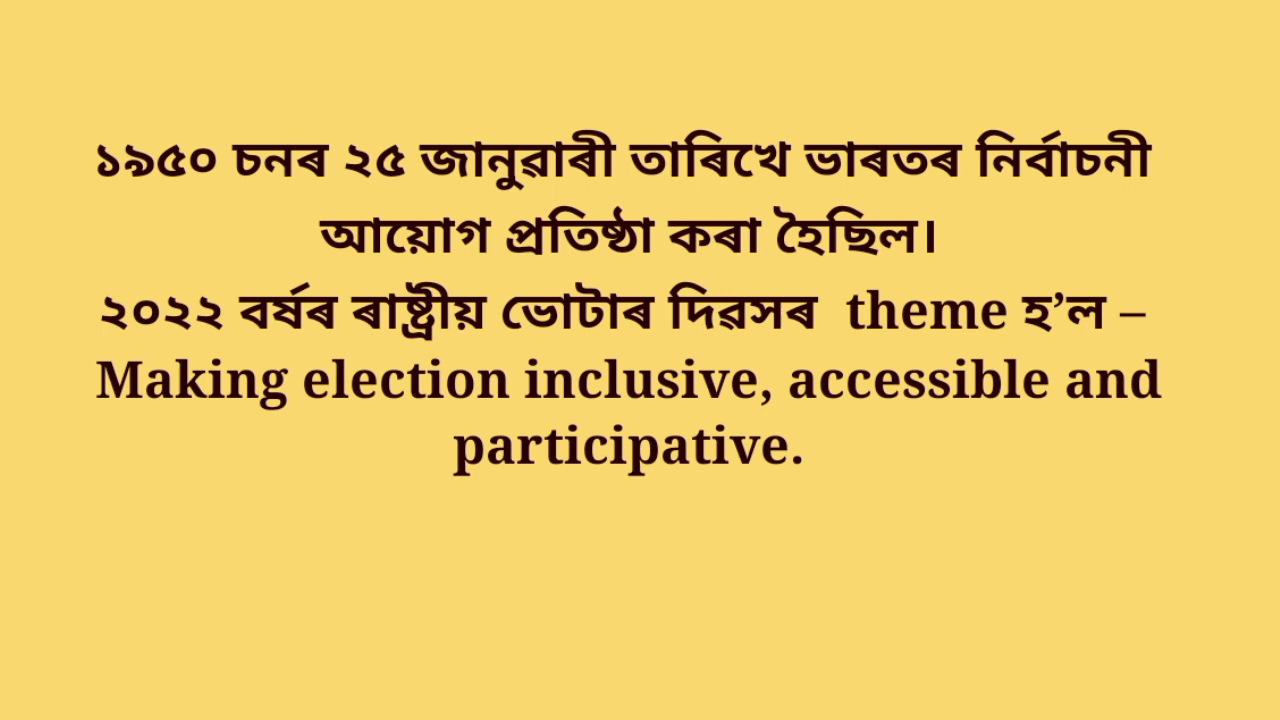 ১৯৫০ চনৰ ২৫ জানুৱাৰী তাৰিখে ভাৰতৰ নিৰ্বাচনী
আয়োগ প্ৰতিষ্ঠা কৰা হৈছিল।
২০২২ বৰ্ষৰ ৰাষ্ট্ৰীয় ভোটাৰ দিৱসৰ theme হ’ল –
Making election inclusive, accessible and
participative.